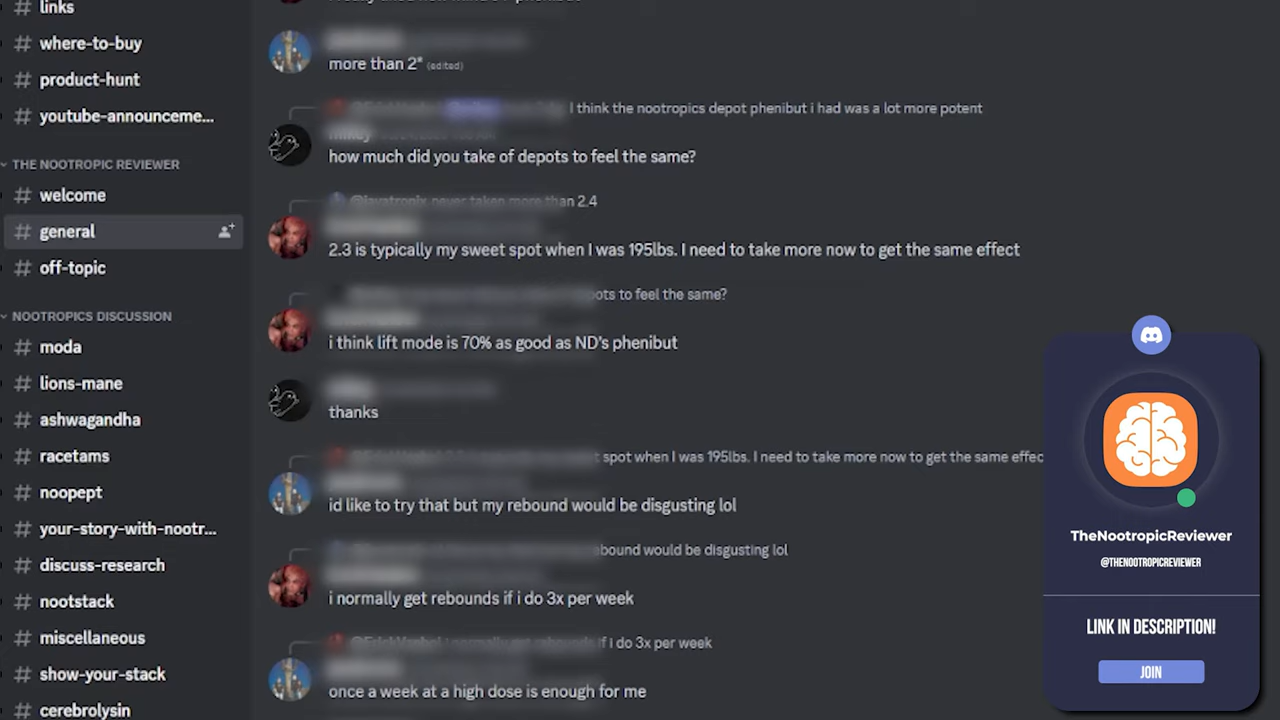 links
where-to-buy
product-hunt
youtube-announceme...
THE NOOTROPIC REVIEWER
welcome
general
off-topic
NOOTROPICS DISCUSSION
moda
lions-mane
ashwagandha
racetams
noopept
your-story-with-nootr...
discuss-research
nootstack
miscellaneous
show-your-stack
cerebrolysin
more than 2* (edited)
I think the nootropics depot phenibut i had was a lot more potent
how much did you take of depots to feel the same?
never taken more than 2.4
2.3 is typically my sweet spot when I was 195lbs. I need to take more now to get the same effect
to feel the same?
i think lift mode is 70% as good as ND's phenibut
thanks
spot when I was 195lbs. I need to take more now to get the same effec
id like to try that but my rebound would be disgusting lol
rebound would be disgusting lol
i normally get rebounds if i do 3x per week
normally get rebounds if i do 3x per week
once a week at a high dose is enough for me
TheNootropicReviewer
@THENOOTROPICREVIEWER
LINK IN DESCRIPTION!
JOIN